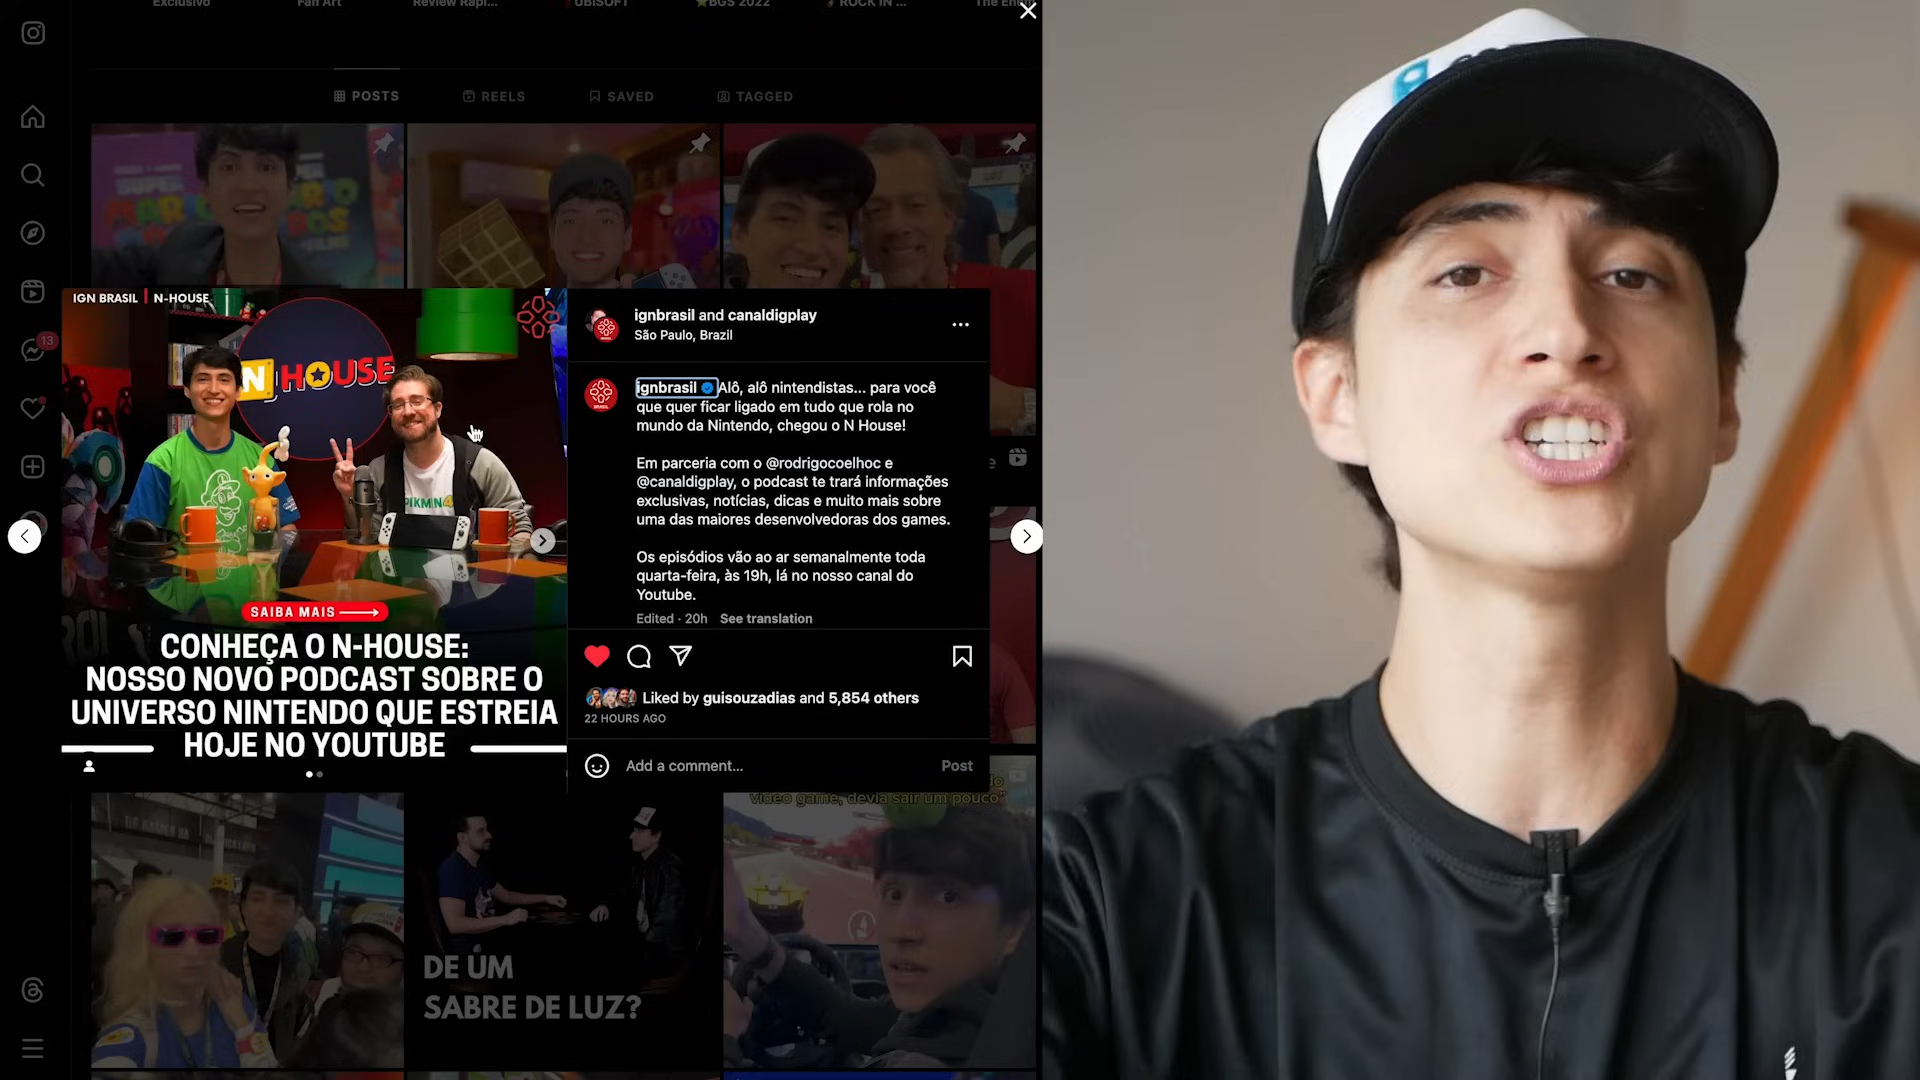 Exclusivo
Fan Art
Review Rapi...
UBISOFT
BGS 2022
ROCK IN ...
POSTS
REELS
SAVED
TAGGED
SUPER
MARIO
13
IGN BRASIL | N-HOUSE
N HOUSE
PIKMIN 4
SAIBA MAIS
CONHEÇA O N-HOUSE:
NOSSO NOVO PODCAST SOBRE O
UNIVERSO NINTENDO QUE ESTREIA
HOJE NO YOUTUBE
ignbrasil and canaldigplay
São Paulo, Brazil
ignbrasil Alô, alô nintendistas... para você
que quer ficar ligado em tudo que rola no
mundo da Nintendo, chegou o N House!
Em parceria com o @rodrigocoelhoc e
@canaldigplay, o podcast te trará informações
exclusivas, notícias, dicas e muito mais sobre
uma das maiores desenvolvedoras dos games.
Os episódios vão ao ar semanalmente toda
quarta-feira, às 19h, lá no nosso canal do
Youtube.
Edited · 20h See translation
Liked by guisouzadias and 5,854 others
22 HOURS AGO
Add a comment...
Post
video game, devia sair um pouco"
DE UM
SABRE DE LUZ?